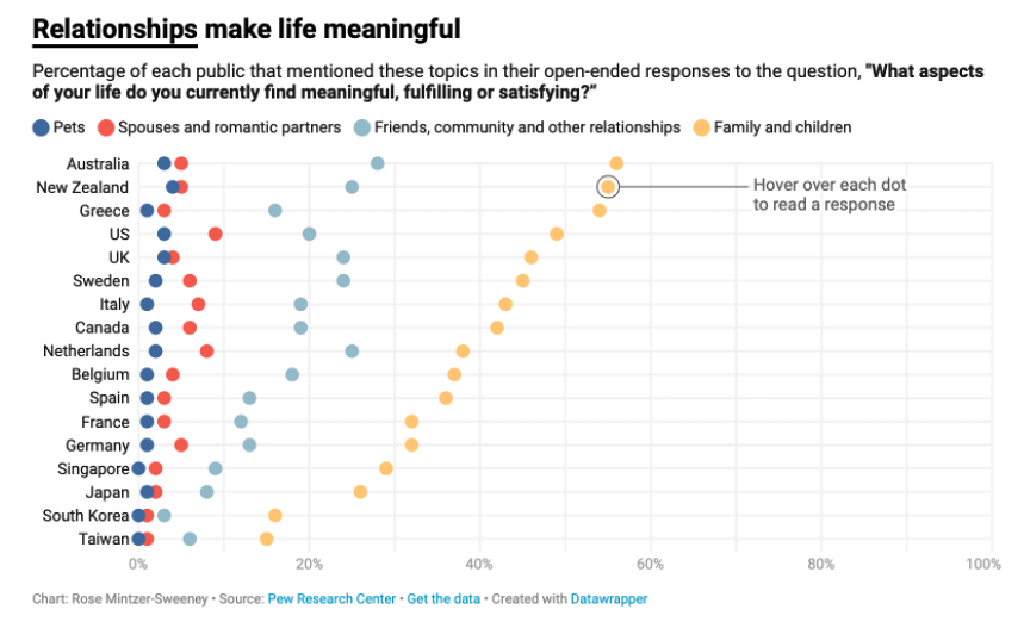 Relationships make life meaningful
Percentage of each public that mentioned these topics in their open-ended responses to the question, "What aspects
of your life do you currently find meaningful, fulfilling or satisfying?"
Pets Spouses and romantic partners Friends, community and other relationships Family and children
Australia
New Zealand
Hover over each dot
to read a response
Greece
US
UK
Sweden
Italy
Canada
Netherlands
Belgium
Spain
France
Germany
Singapore
Japan
South Korea
Taiwan
0% 20% 40% 60% 80% 100%
Chart: Rose Mintzer-Sweeney • Source: Pew Research Center • Get the data • Created with Datawrapper